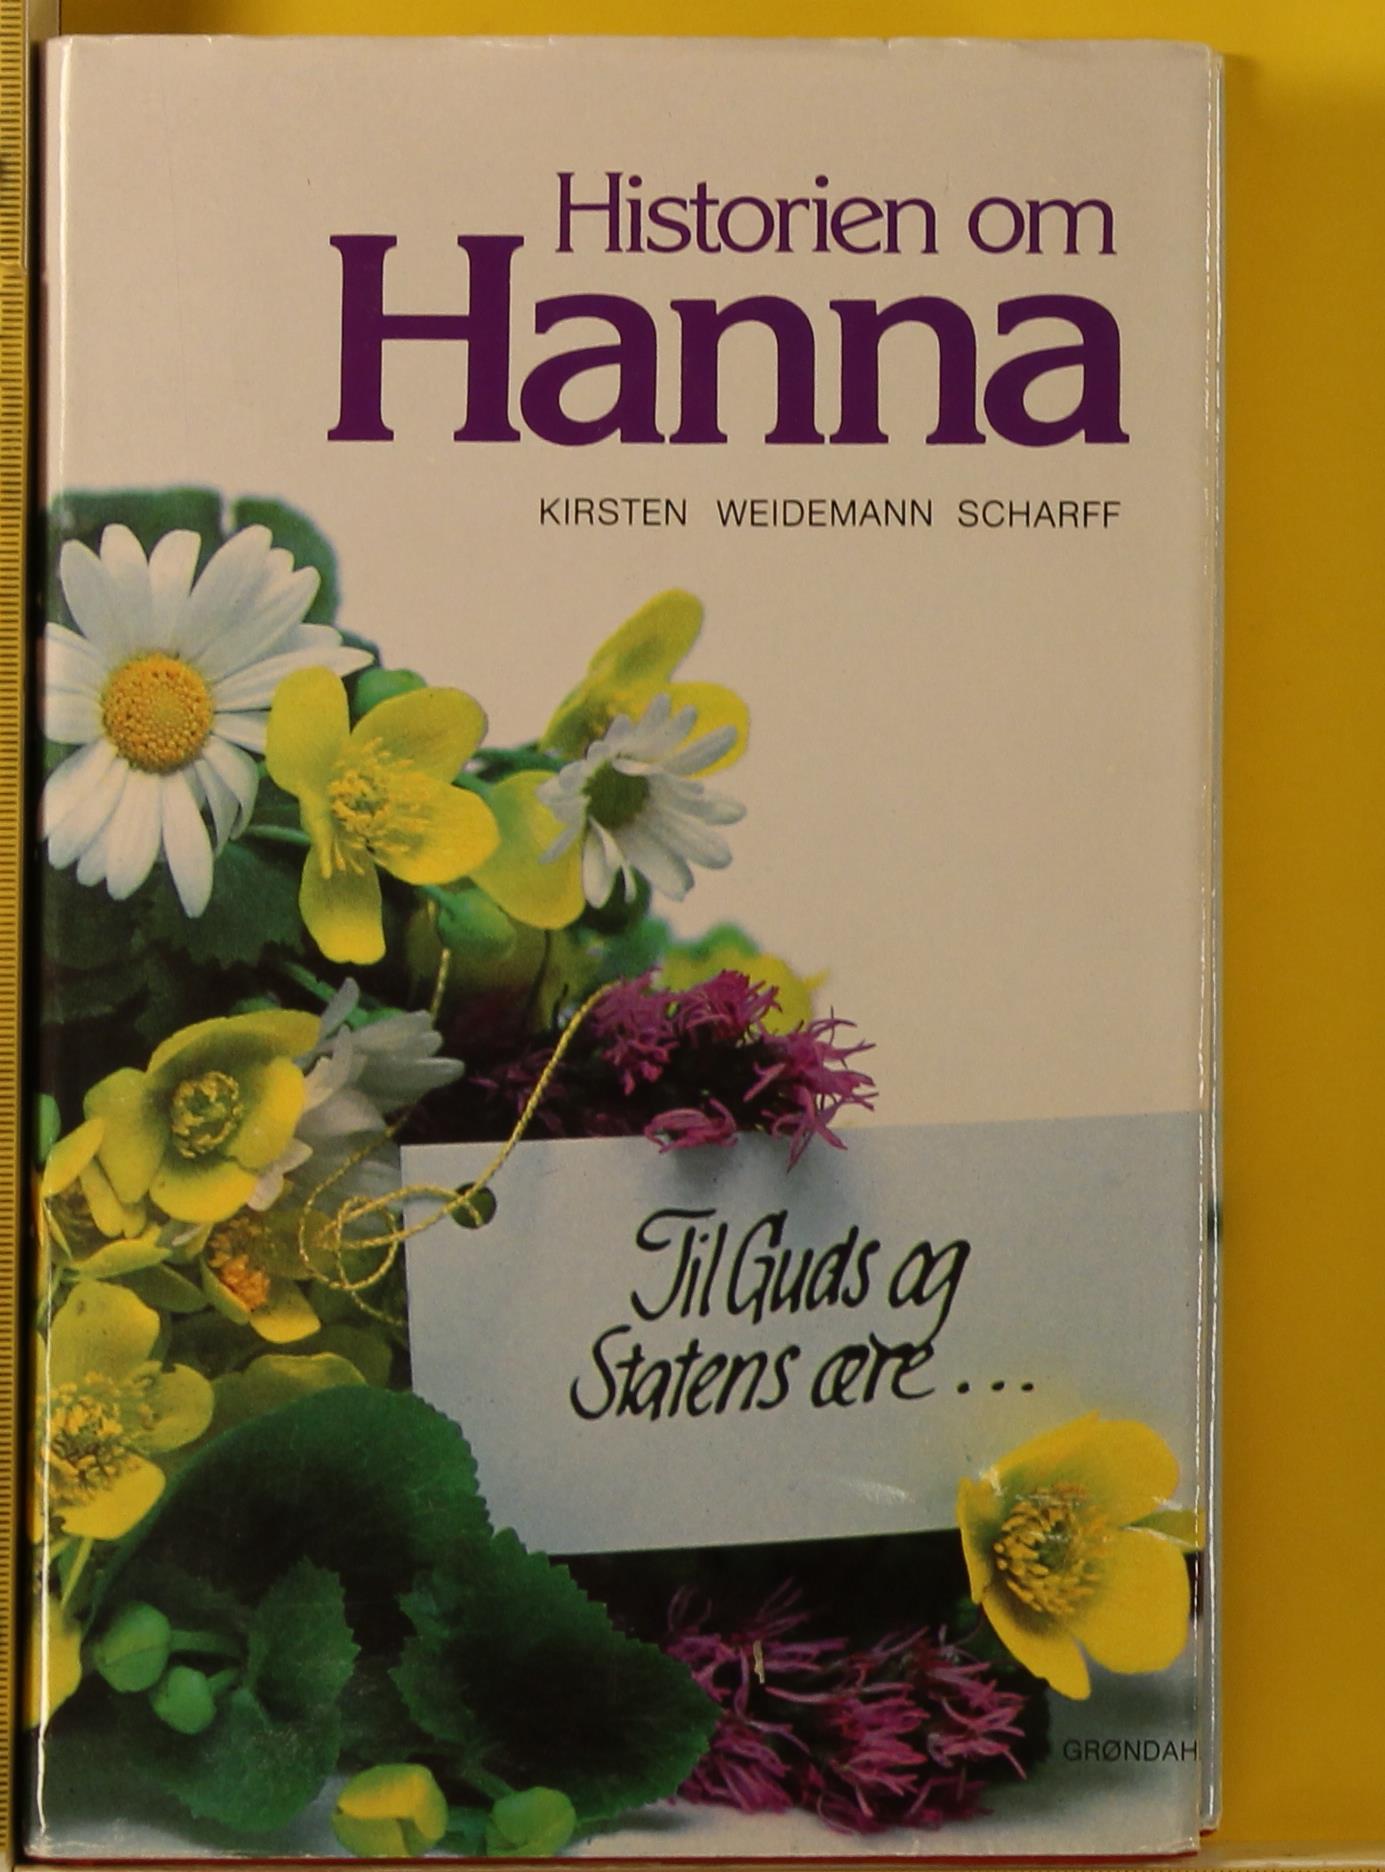 Historien om
Hanna
KIRSTEN WEIDEMANN SCHARFF
Til Guds og
Statens ære...
GRØNDAH